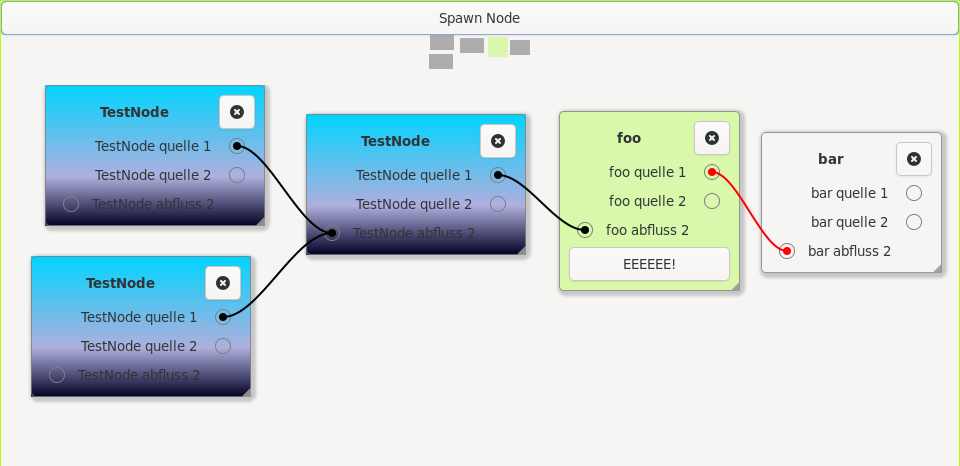 Spawn Node
TestNode
TestNode quelle 1
TestNode quelle 2
TestNode abfluss 2
TestNode
TestNode quelle 1
TestNode quelle 2
TestNode abfluss 2
TestNode
TestNode quelle 1
TestNode quelle 2
TestNode abfluss 2
foo
foo quelle 1
foo quelle 2
foo abfluss 2
EEEEEE!
bar
bar quelle 1
bar quelle 2
bar abfluss 2